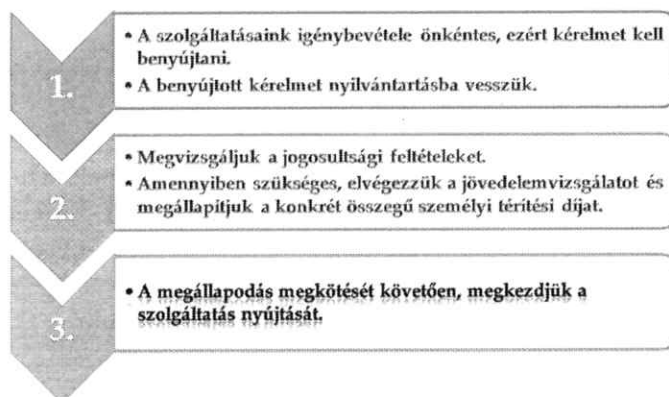 1.
• A szolgáltatásaink igénybevétele önkéntes, ezért kérelmet kell
benyújtani.
• A benyújtott kérelmet nyilvántartásba vesszük.
2.
• Megvizsgáljuk a jogosultsági feltételeket.
• Amennyiben szükséges, elvégezzük a jövedelemvizsgálatot és
megállapítjuk a konkrét összegű személyi térítési díjat.
3.
• A megállapodás megkötését követően, megkezdjük a
szolgáltatás nyújtását.